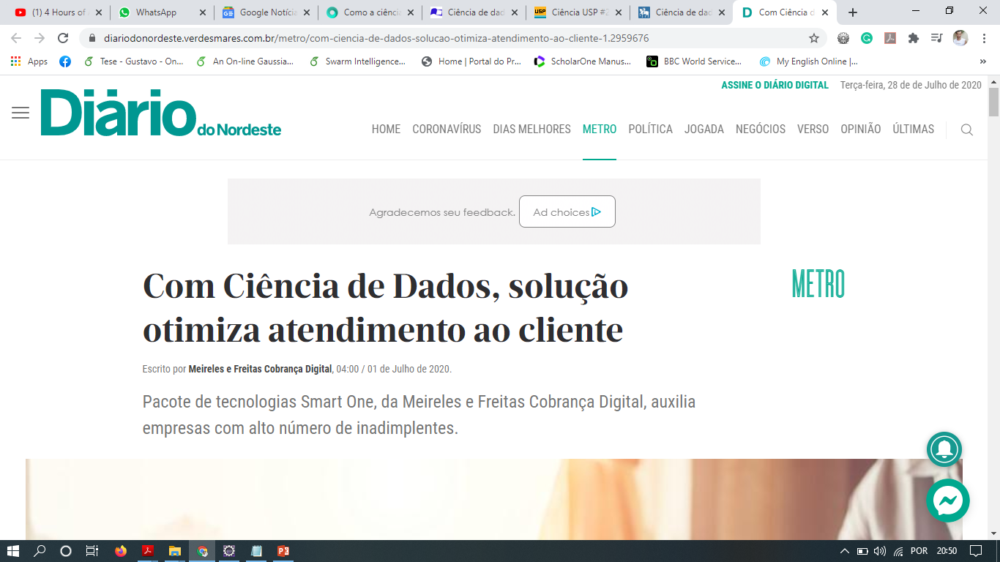 (1) 4 Hours of
WhatsApp
Google Notícia
Como a ciência
Ciência de dad
Ciência USP #2
Ciência de dad
Com Ciência d
diariodonordeste.verdesmares.com.br/metro/com-ciencia-de-dados-solucao-otimiza-atendimento-ao-cliente-1.2959676
Apps
Tese - Gustavo - On...
An On-line Gaussia...
Swarm Intelligence...
Home | Portal do Pr...
ScholarOne Manus...
BBC World Service...
My English Online |...
»
ASSINE O DIÁRIO DIGITAL Terça-feira, 28 de de Julho de 2020
Diário do Nordeste
HOME CORONAVÍRUS DIAS MELHORES METRO POLÍTICA JOGADA NEGÓCIOS VERSO OPINIÃO ÚLTIMAS
Agradecemos seu feedback. Ad choices
Com Ciência de Dados, solução
otimiza atendimento ao cliente
METRO
Escrito por Meireles e Freitas Cobrança Digital, 04:00 / 01 de Julho de 2020.
Pacote de tecnologias Smart One, da Meireles e Freitas Cobrança Digital, auxilia
empresas com alto número de inadimplentes.
POR 20:50